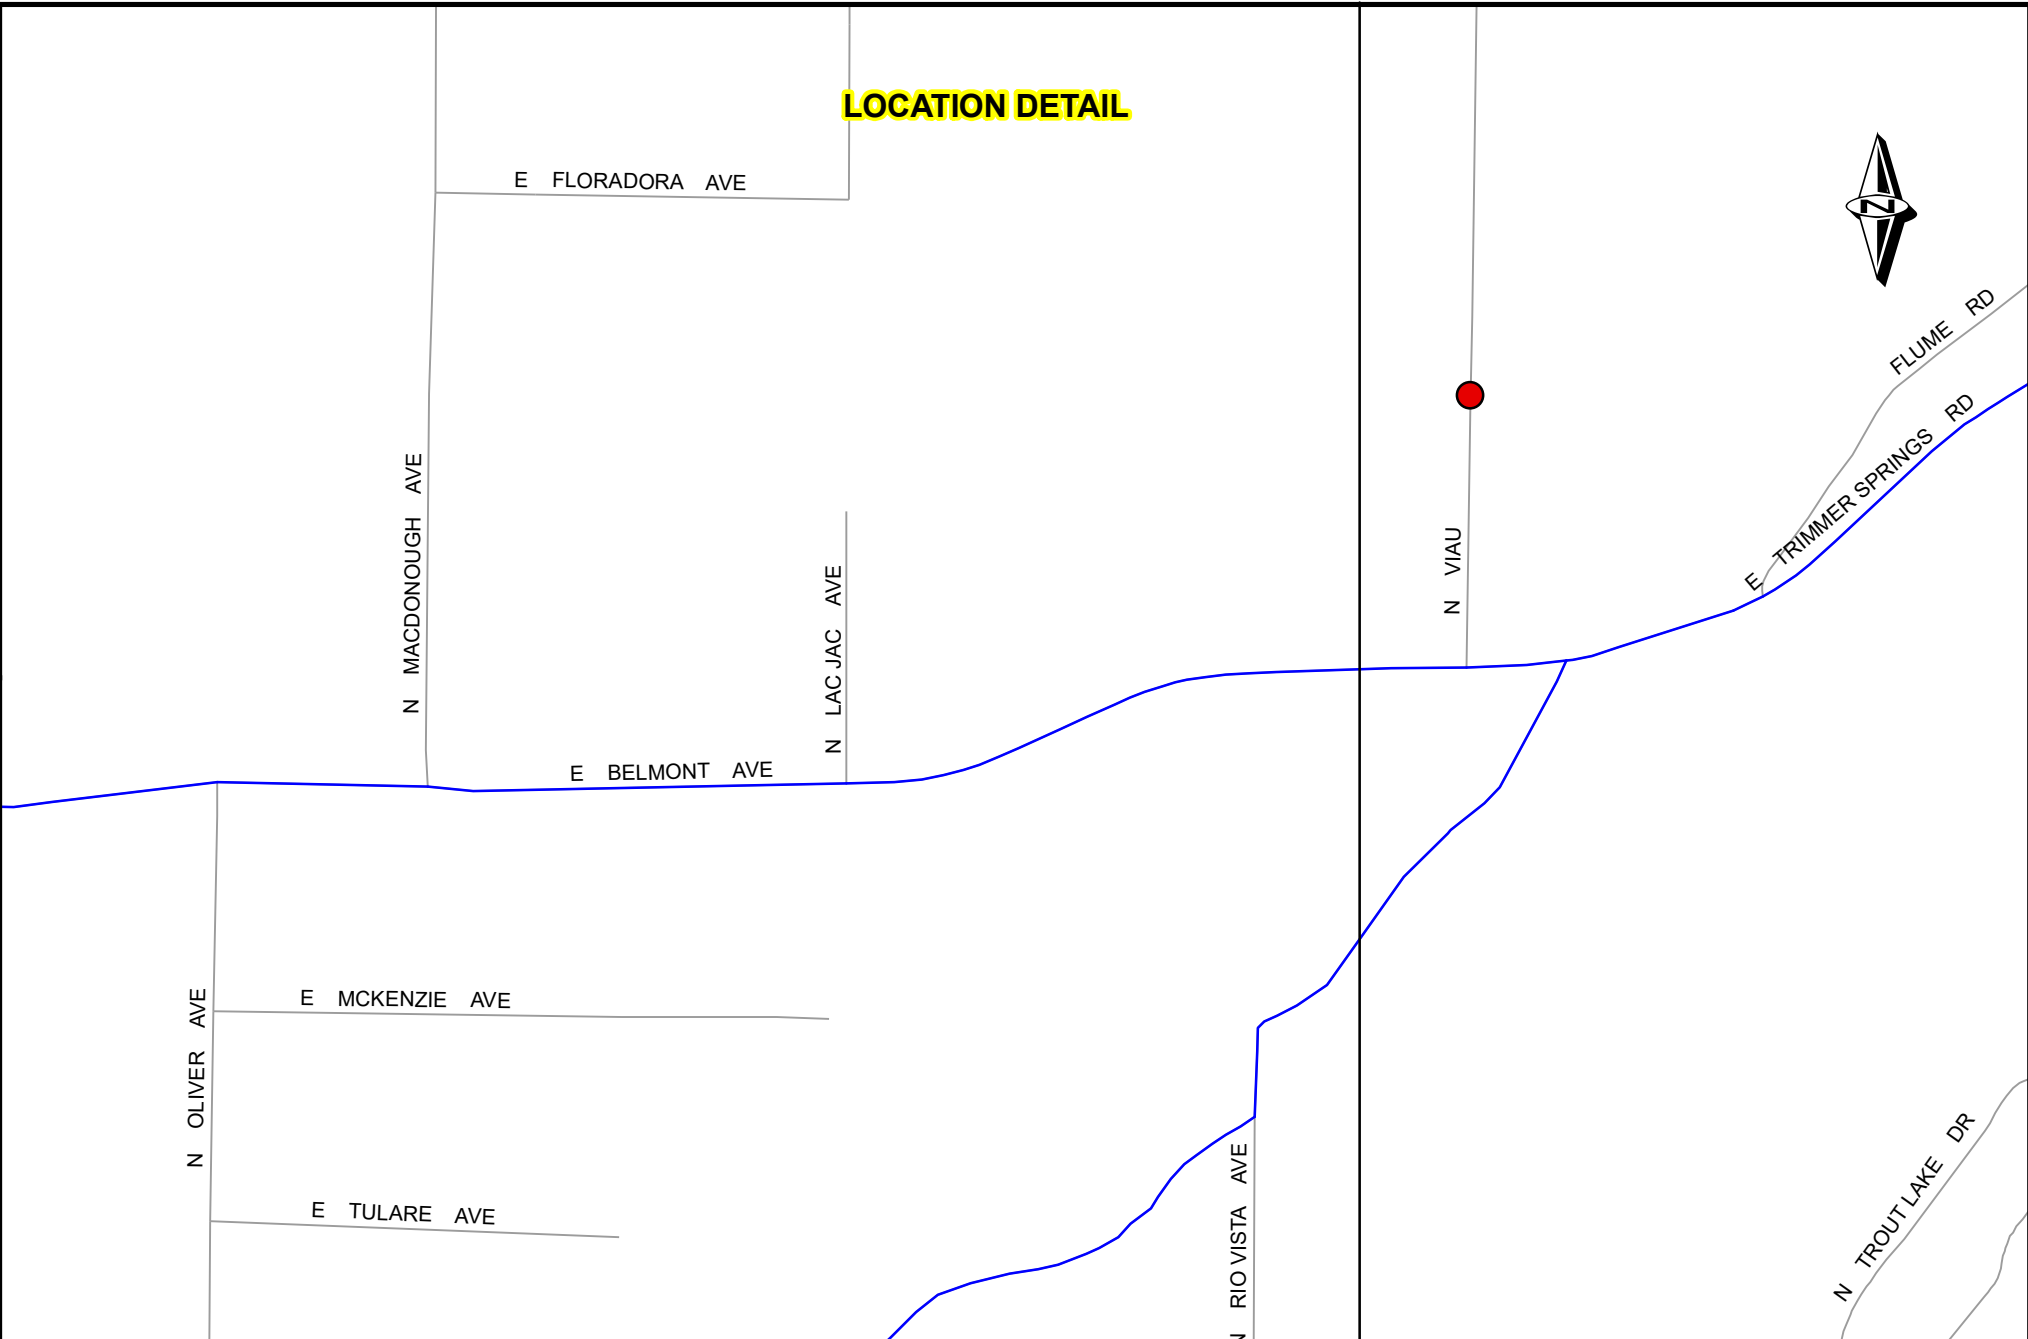 LOCATION DETAIL
E FLORADORA AVE
N
FLUME RD
E TRIMMER SPRINGS RD
N MACDONOUGH AVE
N LAC JAC AVE
N VIAU
E BELMONT AVE
N OLIVER AVE
E MCKENZIE AVE
E TULARE AVE
N RIO VISTA AVE
N TROUT LAKE DR